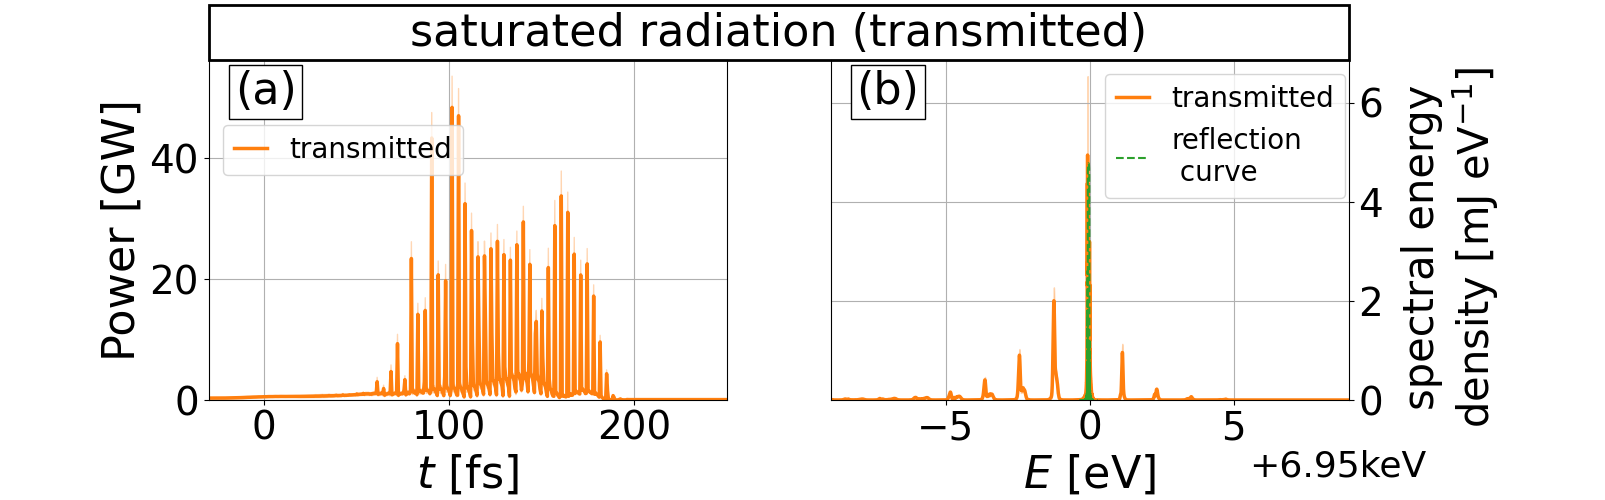 saturated radiation (transmitted)
(a)
transmitted
Power [GW]
40
20
0
0
100
200
t [fs]
(b)
transmitted
reflection
curve
6
4
2
0
spectral energy
density [mJ eV⁻¹]
−5
0
5
E [eV]
+6.95keV